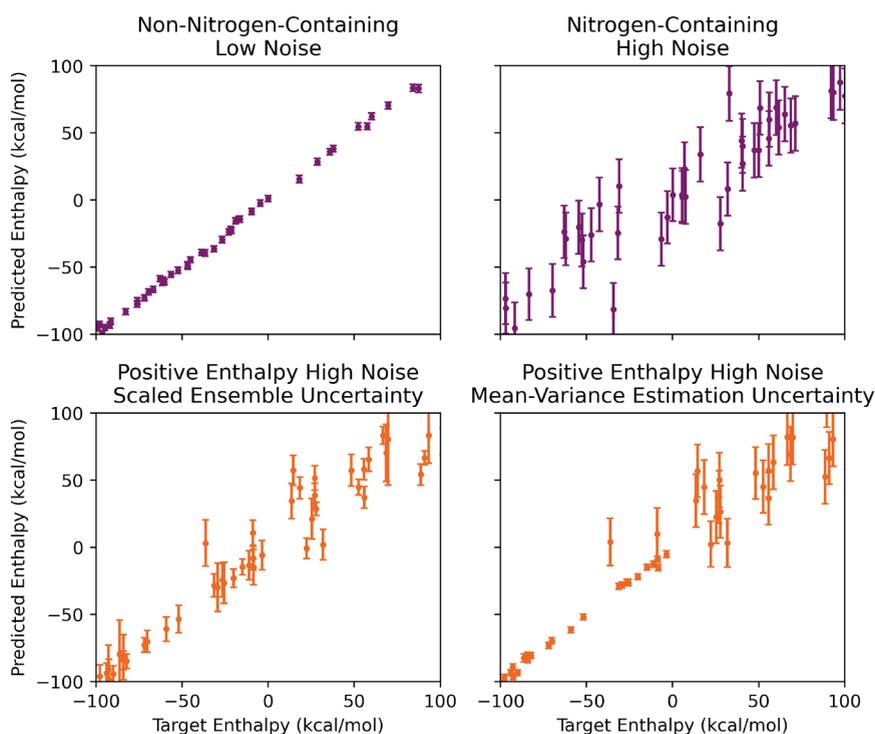 Non-Nitrogen-Containing
Low Noise
Nitrogen-Containing
High Noise
Predicted Enthalpy (kcal/mol)
100
50
0
−50
−100
Positive Enthalpy High Noise
Scaled Ensemble Uncertainty
Positive Enthalpy High Noise
Mean-Variance Estimation Uncertainty
Predicted Enthalpy (kcal/mol)
100
50
0
−50
−100
−100 −50 0 50 100
Target Enthalpy (kcal/mol)
−100 −50 0 50 100
Target Enthalpy (kcal/mol)